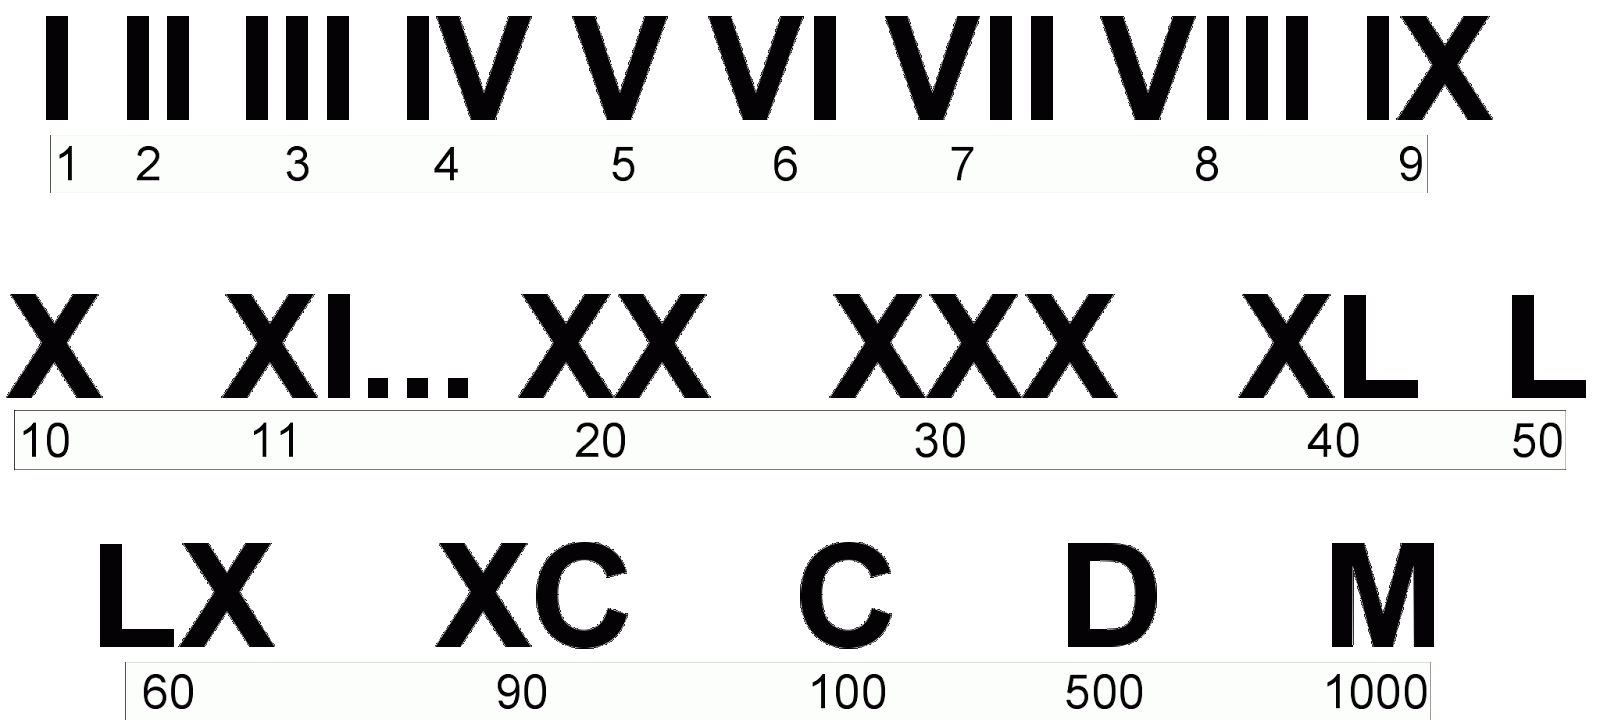 I II III IV V VI VII VIII IX
1 2 3 4 5 6 7 8 9
X XI... XX XXX XL L
10 11 20 30 40 50
LX XC C D M
60 90 100 500 1000